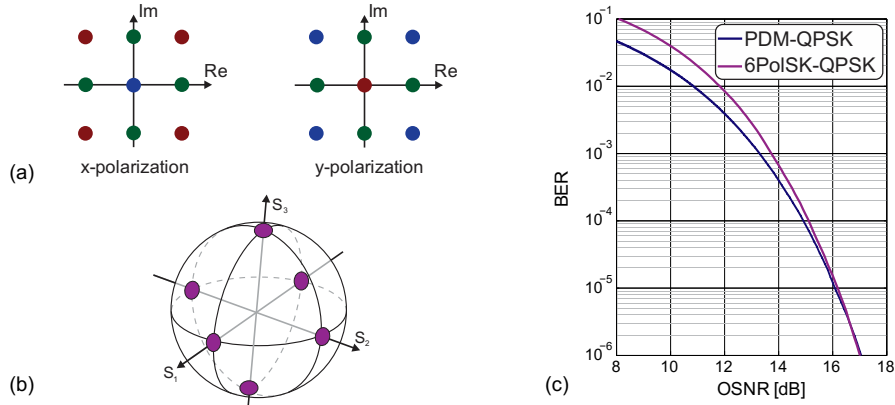 Im
Re
x-polarization
Im
Re
y-polarization
(a)
S₃
S₂
S₁
(b)
10⁻¹
10⁻²
10⁻³
10⁻⁴
10⁻⁵
10⁻⁶
BER
PDM-QPSK
6PolSK-QPSK
8 10 12 14 15 18
OSNR [dB]
(c)